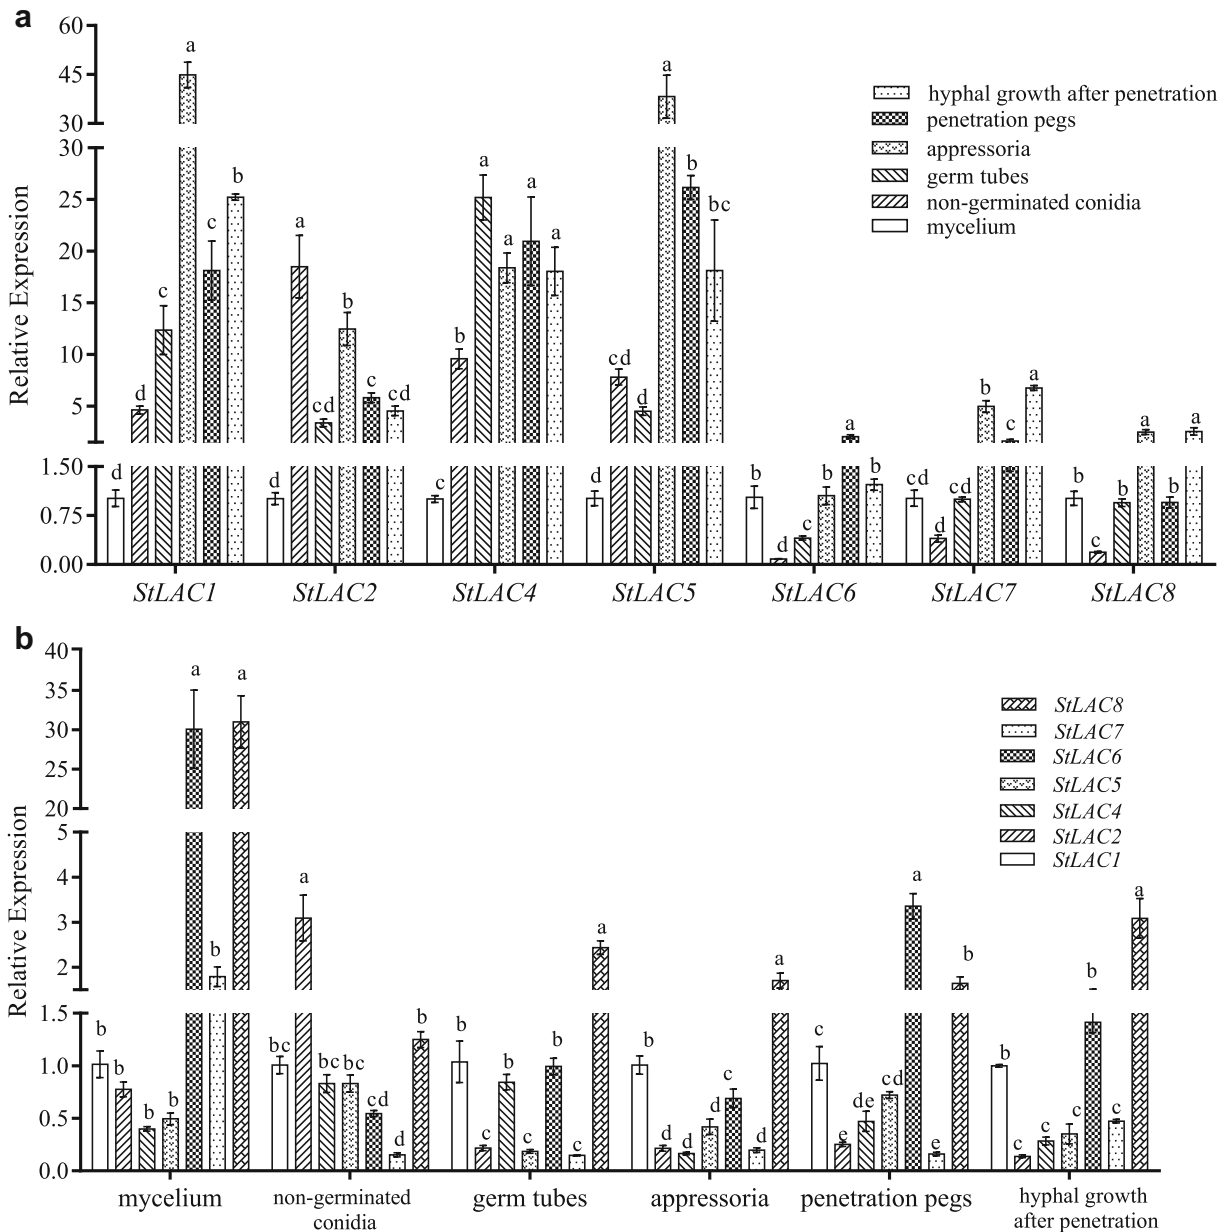 a
Relative Expression
60
45
30
30
25
20
15
10
5
1.50
0.75
0.00
hyphal growth after penetration
penetration pegs
appressoria
germ tubes
non-germinated conidia
mycelium
d d c a c b
d a cd b c cd
c b a a a a
d cd d a b bc
b d c b a b
cd d cd b c a
b c b a b a
StLAC1 StLAC2 StLAC4 StLAC5 StLAC6 StLAC7 StLAC8
b
Relative Expression
40
35
30
25
20
5
4
3
2
1.5
1.0
0.5
0.0
StLAC8
StLAC7
StLAC6
StLAC5
StLAC4
StLAC2
StLAC1
b b b b a b a
bc a bc bc cd d a
b c b c b c a
b d d d c d a
c e de cd a e b
b c c c b c a
mycelium non-germinated conidia germ tubes appressoria penetration pegs hyphal growth after penetration